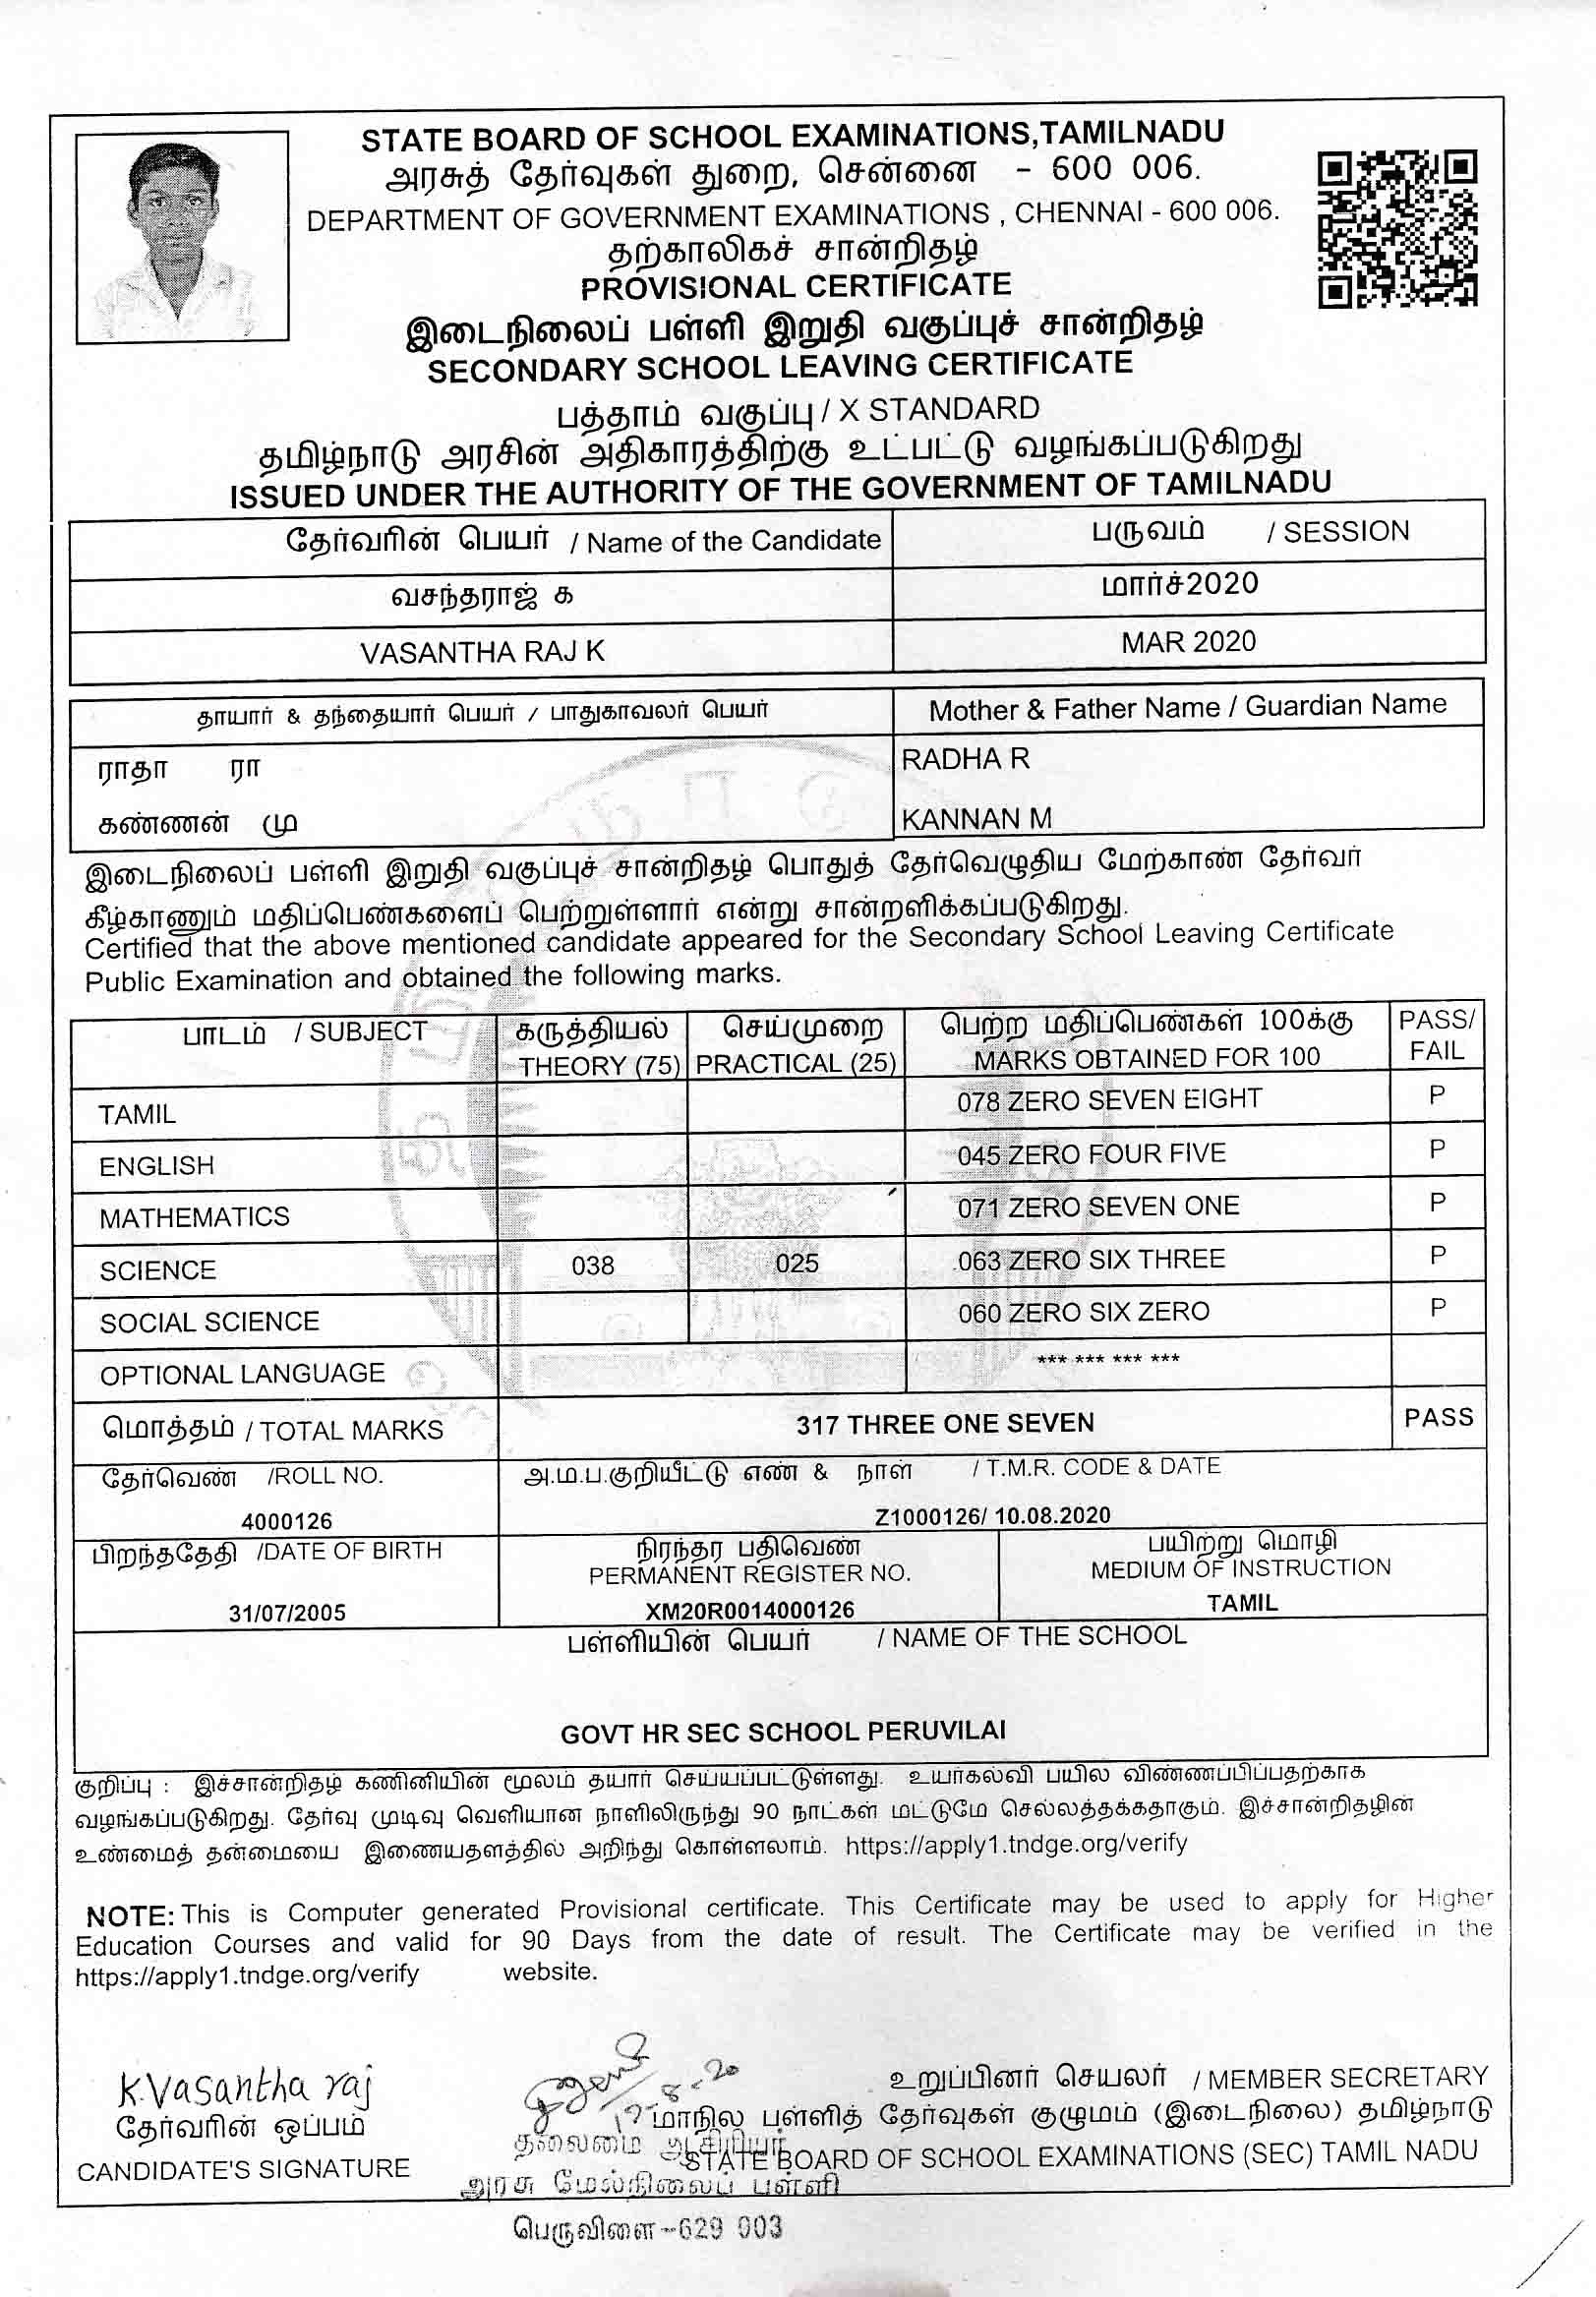 STATE BOARD OF SCHOOL EXAMINATIONS,TAMILNADU
அரசுத் தேர்வுகள் துறை, சென்னை - 600 006.
DEPARTMENT OF GOVERNMENT EXAMINATIONS , CHENNAI - 600 006.
தற்காலிகச் சான்றிதழ்
PROVISIONAL CERTIFICATE
இடைநிலைப் பள்ளி இறுதி வகுப்புச் சான்றிதழ்
SECONDARY SCHOOL LEAVING CERTIFICATE
பத்தாம் வகுப்பு / X STANDARD
தமிழ்நாடு அரசின் அதிகாரத்திற்கு உட்பட்டு வழங்கப்படுகிறது
ISSUED UNDER THE AUTHORITY OF THE GOVERNMENT OF TAMILNADU
தேர்வரின் பெயர் / Name of the Candidate பருவம் / SESSION
வசந்தராஜ் க மார்ச்2020
VASANTHA RAJ K MAR 2020
தாயார் & தந்தையார் பெயர் / பாதுகாவலர் பெயர் Mother & Father Name / Guardian Name
ராதா ரா RADHA R
கண்ணன் மு KANNAN M
இடைநிலைப் பள்ளி இறுதி வகுப்புச் சான்றிதழ் பொதுத் தேர்வெழுதிய மேற்காண் தேர்வர்
கீழ்காணும் மதிப்பெண்களைப் பெற்றுள்ளார் என்று சான்றளிக்கப்படுகிறது.
Certified that the above mentioned candidate appeared for the Secondary School Leaving Certificate
Public Examination and obtained the following marks.
பாடம் / SUBJECT கருத்தியல் செய்முறை பெற்ற மதிப்பெண்கள் 100க்கு PASS/
THEORY (75) PRACTICAL (25) MARKS OBTAINED FOR 100 FAIL
TAMIL 078 ZERO SEVEN EIGHT P
ENGLISH 045 ZERO FOUR FIVE P
MATHEMATICS 071 ZERO SEVEN ONE P
SCIENCE 038 025 063 ZERO SIX THREE P
SOCIAL SCIENCE 060 ZERO SIX ZERO P
OPTIONAL LANGUAGE *** *** *** ***
மொத்தம் / TOTAL MARKS 317 THREE ONE SEVEN PASS
தேர்வெண் /ROLL NO. அ.ம.ப.குறியீட்டு எண் & நாள் / T.M.R. CODE & DATE
4000126 Z1000126/ 10.08.2020
பிறந்ததேதி /DATE OF BIRTH நிரந்தர பதிவெண் பயிற்று மொழி
PERMANENT REGISTER NO. MEDIUM OF INSTRUCTION
31/07/2005 XM20R0014000126 TAMIL
பள்ளியின் பெயர் / NAME OF THE SCHOOL
GOVT HR SEC SCHOOL PERUVILAI
குறிப்பு : இச்சான்றிதழ் கணினியின் மூலம் தயார் செய்யப்பட்டுள்ளது. உயர்கல்வி பயில விண்ணப்பிப்பதற்காக
வழங்கப்படுகிறது. தேர்வு முடிவு வெளியான நாளிலிருந்து 90 நாட்கள் மட்டுமே செல்லத்தக்கதாகும். இச்சான்றிதழின்
உண்மைத் தன்மையை இணையதளத்தில் அறிந்து கொள்ளலாம். https://apply1.tndge.org/verify
NOTE: This is Computer generated Provisional certificate. This Certificate may be used to apply for Higher
Education Courses and valid for 90 Days from the date of result. The Certificate may be verified in the
https://apply1.tndge.org/verify website.
K.Vasantha raj
உறுப்பினர் செயலர் / MEMBER SECRETARY
தேர்வரின் ஒப்பம் மாநில பள்ளித் தேர்வுகள் குழுமம் (இடைநிலை) தமிழ்நாடு
CANDIDATE'S SIGNATURE தலைமை ஆசிரியர் STATE BOARD OF SCHOOL EXAMINATIONS (SEC) TAMIL NADU
அரசு மேல்நிலைப் பள்ளி
பெருவிளை-629 003